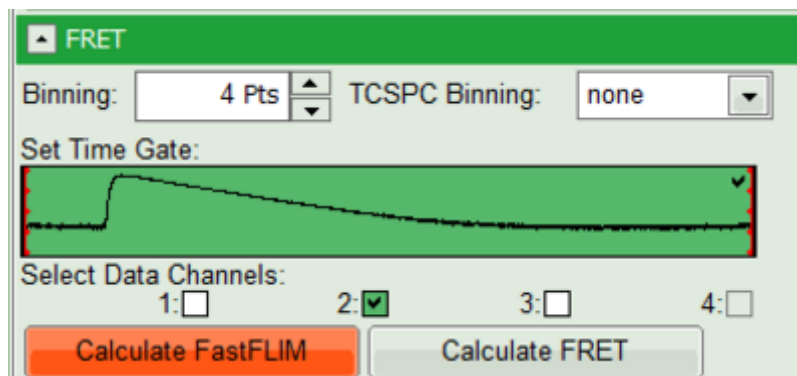 FRET
Binning: 4 Pts TCSPC Binning: none
Set Time Gate:
Select Data Channels:
1: 2: 3: 4:
Calculate FastFLIM Calculate FRET